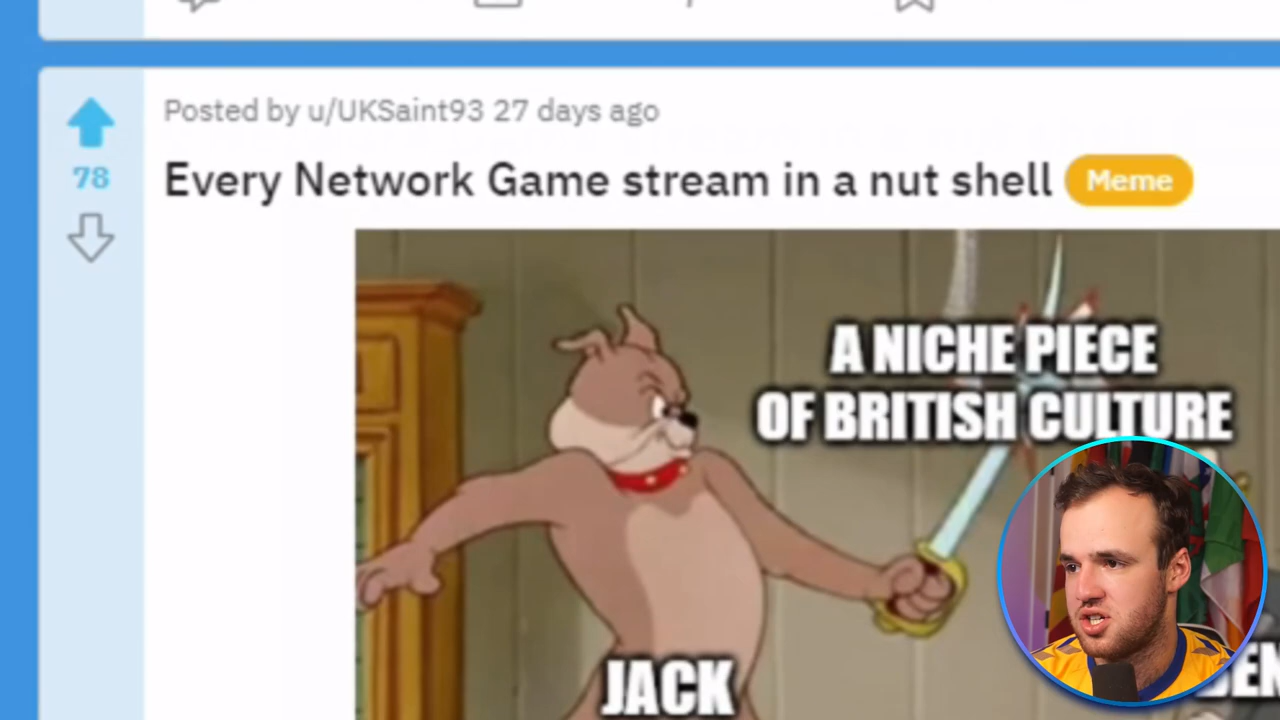 Posted by u/UKSaint93 27 days ago
78
Every Network Game stream in a nut shell Meme
A NICHE PIECE
OF BRITISH CULTURE
JACK